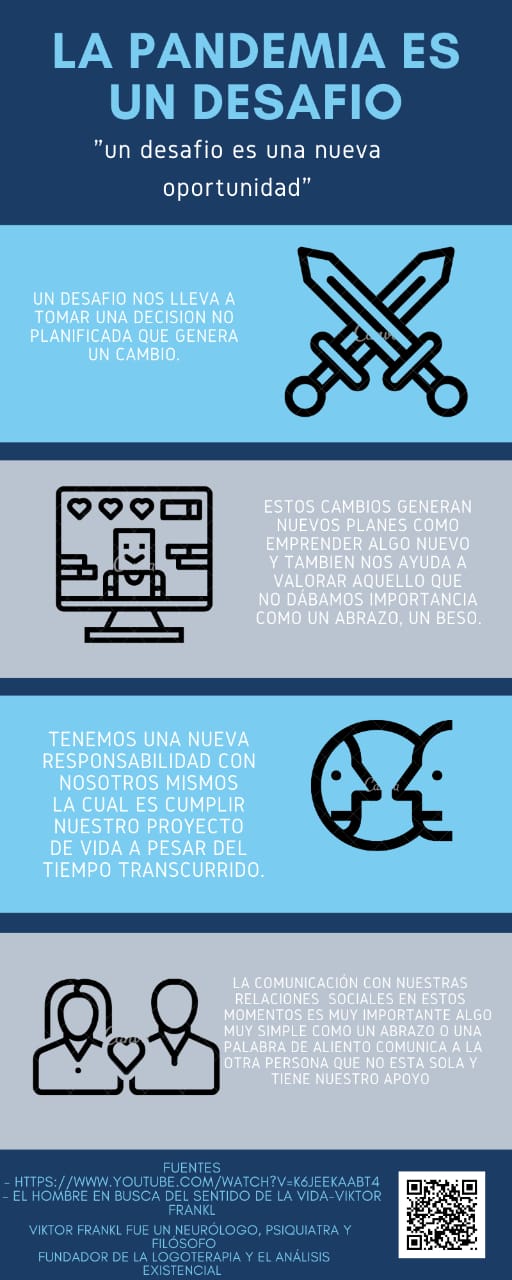 LA PANDEMIA ES
UN DESAFIO
"un desafio es una nueva
oportunidad"
UN DESAFIO NOS LLEVA A
TOMAR UNA DECISION NO
PLANIFICADA QUE GENERA
UN CAMBIO.
Canva
ESTOS CAMBIOS GENERAN
NUEVOS PLANES COMO
EMPRENDER ALGO NUEVO
Y TAMBIEN NOS AYUDA A
VALORAR AQUELLO QUE
NO DÁBAMOS IMPORTANCIA
COMO UN ABRAZO, UN BESO.
Canva
TENEMOS UNA NUEVA
RESPONSABILIDAD CON
NOSOTROS MISMOS
LA CUAL ES CUMPLIR
NUESTRO PROYECTO
DE VIDA A PESAR DEL
TIEMPO TRANSCURRIDO.
Canva
LA COMUNICACIÓN CON NUESTRAS
RELACIONES SOCIALES EN ESTOS
MOMENTOS ES MUY IMPORTANTE ALGO
MUY SIMPLE COMO UN ABRAZO O UNA
PALABRA DE ALIENTO COMUNICA A LA
OTRA PERSONA QUE NO ESTA SOLA Y
TIENE NUESTRO APOYO
Canva
FUENTES
- HTTPS://WWW.YOUTUBE.COM/WATCH?V=K6JEEKAABT4
- EL HOMBRE EN BUSCA DEL SENTIDO DE LA VIDA-VIKTOR
FRANKL
VIKTOR FRANKL FUE UN NEURÓLOGO, PSIQUIATRA Y
FILÓSOFO
FUNDADOR DE LA LOGOTERAPIA Y EL ANÁLISIS
EXISTENCIAL